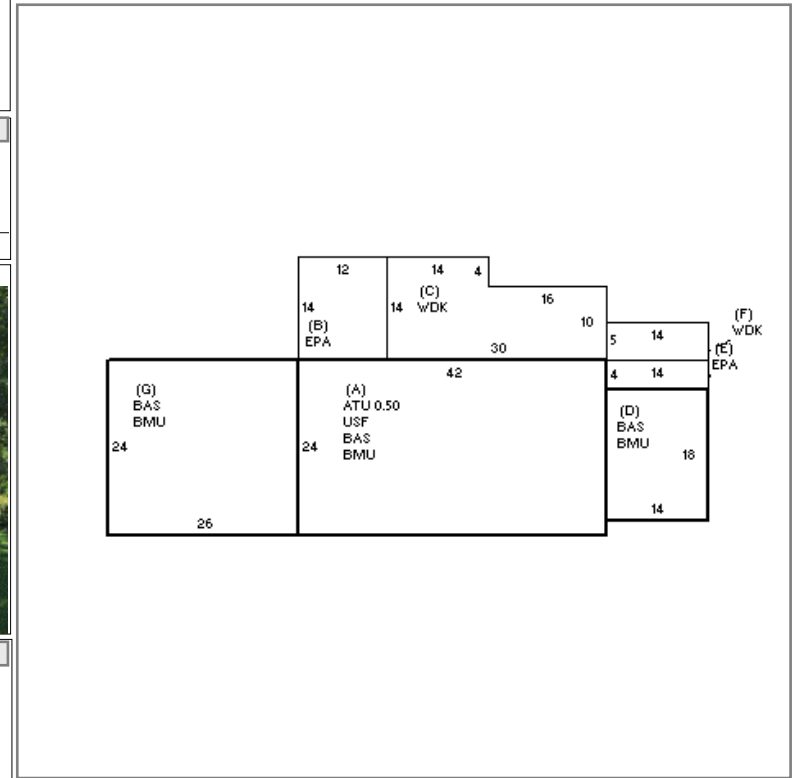 12
14
4
(C)
WDK
16
14
(B)
EPA
14
10
30
(F)
WDK
5
14
(E)
EPA
42
4
14
(G)
BAS
BMU
(A)
ATU 0.50
USF
BAS
BMU
(D)
BAS
BMU
24
24
18
14
26